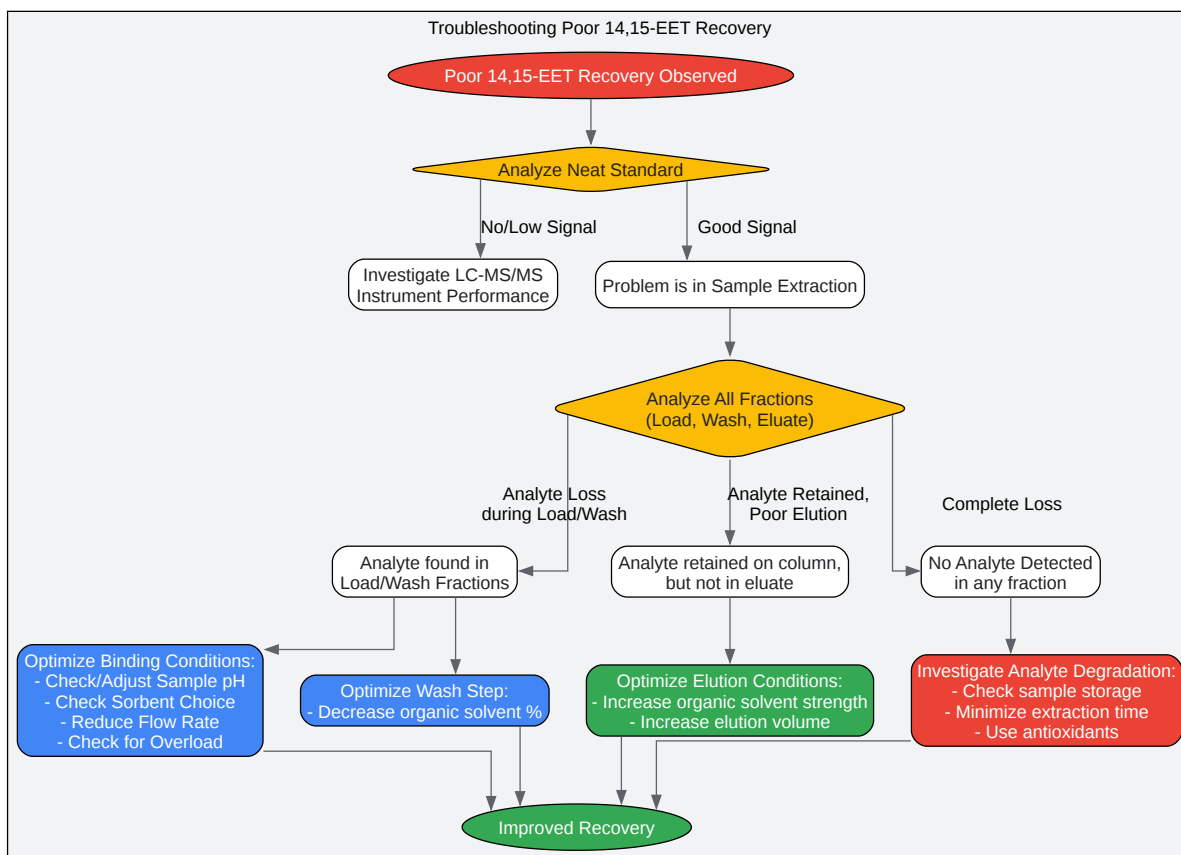 Troubleshooting Poor 14,15-EET Recovery
Poor 14,15-EET Recovery Observed
Analyze Neat Standard
No/Low Signal
Good Signal
Investigate LC-MS/MS
Instrument Performance
Problem is in Sample Extraction
Analyze All Fractions
(Load, Wash, Eluate)
Analyte Loss
during Load/Wash
Analyte Retained,
Poor Elution
Complete Loss
Analyte found in
Load/Wash Fractions
Analyte retained on column,
but not in eluate
No Analyte Detected
in any fraction
Optimize Binding Conditions:
- Check/Adjust Sample pH
- Check Sorbent Choice
- Reduce Flow Rate
- Check for Overload
Optimize Wash Step:
- Decrease organic solvent %
Optimize Elution Conditions:
- Increase organic solvent strength
- Increase elution volume
Investigate Analyte Degradation:
- Check sample storage
- Minimize extraction time
- Use antioxidants
Improved Recovery